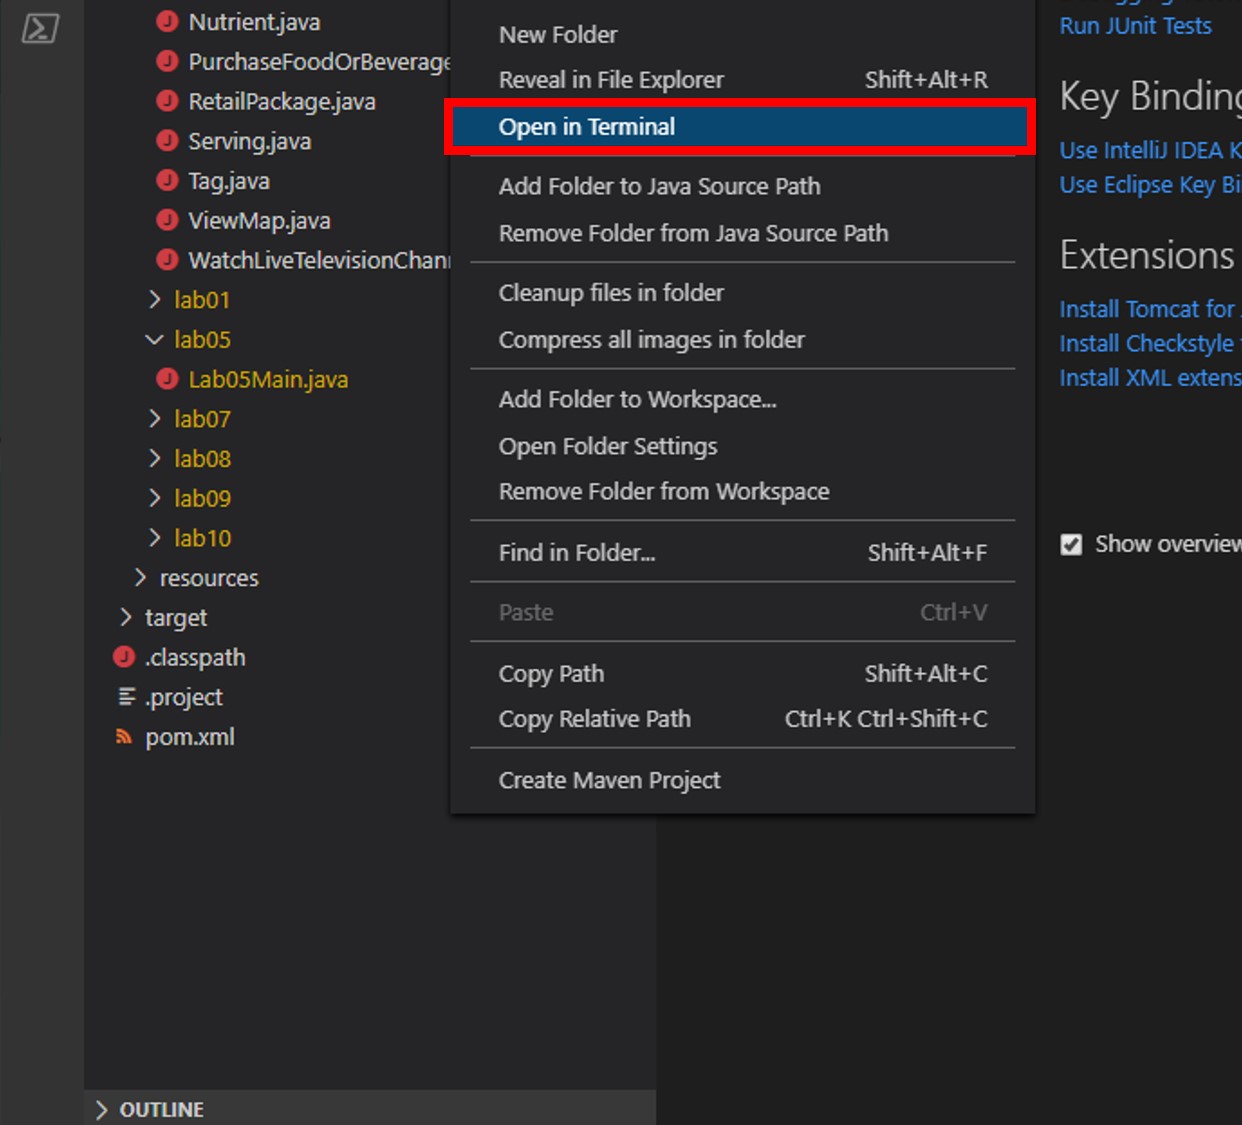 Nutrient.java
PurchaseFoodOrBeverage
RetailPackage.java
Serving.java
Tag.java
ViewMap.java
WatchLiveTelevisionChan
lab01
lab05
Lab05Main.java
lab07
lab08
lab09
lab10
resources
target
.classpath
.project
pom.xml
OUTLINE
New Folder
Reveal in File Explorer Shift+Alt+R
Open in Terminal
Add Folder to Java Source Path
Remove Folder from Java Source Path
Cleanup files in folder
Compress all images in folder
Add Folder to Workspace...
Open Folder Settings
Remove Folder from Workspace
Find in Folder... Shift+Alt+F
Paste Ctrl+V
Copy Path Shift+Alt+C
Copy Relative Path Ctrl+K Ctrl+Shift+C
Create Maven Project
Run JUnit Tests
Key Binding
Use IntelliJ IDEA K
Use Eclipse Key Bi
Extensions
Install Tomcat for
Install Checkstyle
Install XML extens
Show overview